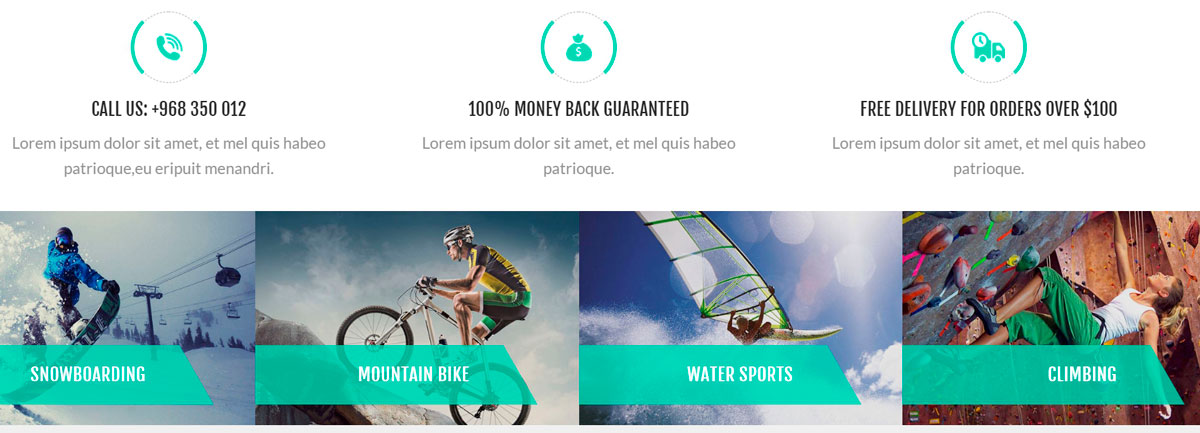 CALL US: +968 350 012
Lorem ipsum dolor sit amet, et mel quis habeo
patrioque,eu eripuit menandri.
$
100% MONEY BACK GUARANTEED
Lorem ipsum dolor sit amet, et mel quis habeo
patrioque.
FREE DELIVERY FOR ORDERS OVER $100
Lorem ipsum dolor sit amet, et mel quis habeo
patrioque.
SNOWBOARDING
MOUNTAIN BIKE
WATER SPORTS
CLIMBING